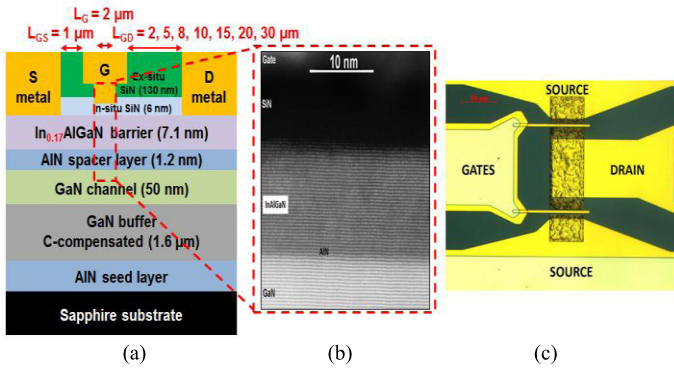 L_G = 2 μm
L_GS = 1 μm
L_GD = 2, 5, 8, 10, 15, 20, 30 μm
S
metal
G
Ex-situ
SiN (130 nm)
D
metal
In-situ SiN (6 nm)
In0.17AlGaN barrier (7.1 nm)
AlN spacer layer (1.2 nm)
GaN channel (50 nm)
GaN buffer
C-compensated (1.6 μm)
AlN seed layer
Sapphire substrate
(a)
Gate
10 nm
SiN
InAlGaN
AlN
GaN
(b)
SOURCE
GATES
DRAIN
SOURCE
(c)